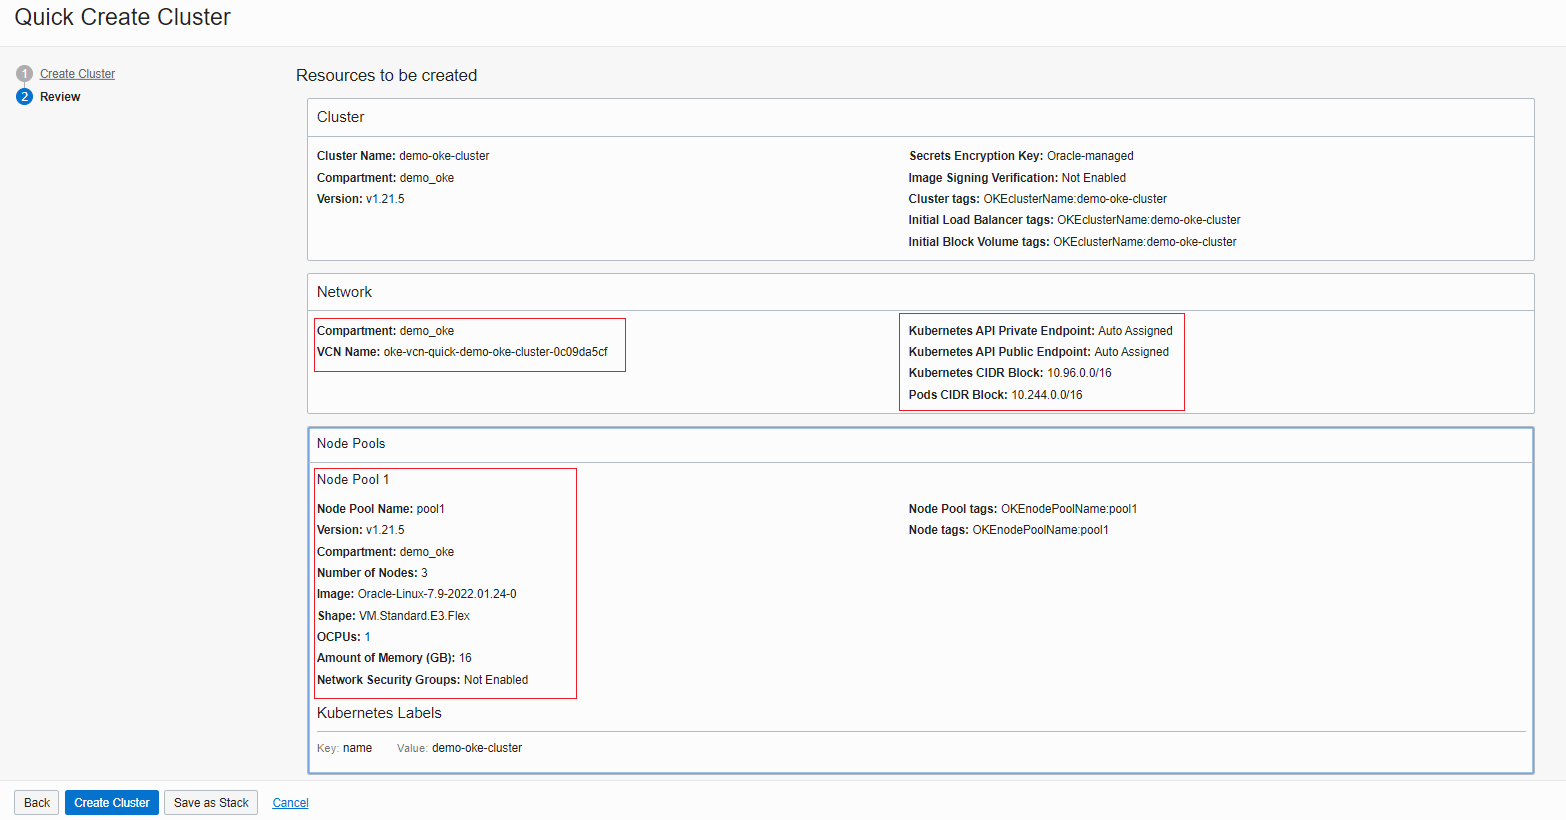 Quick Create Cluster
1 Create Cluster
2 Review
Resources to be created
Cluster
Cluster Name: demo-oke-cluster
Compartment: demo_oke
Version: v1.21.5
Secrets Encryption Key: Oracle-managed
Image Signing Verification: Not Enabled
Cluster tags: OKEclusterName:demo-oke-cluster
Initial Load Balancer tags: OKEclusterName:demo-oke-cluster
Initial Block Volume tags: OKEclusterName:demo-oke-cluster
Network
Compartment: demo_oke
VCN Name: oke-vcn-quick-demo-oke-cluster-0c09da5cf
Kubernetes API Private Endpoint: Auto Assigned
Kubernetes API Public Endpoint: Auto Assigned
Kubernetes CIDR Block: 10.96.0.0/16
Pods CIDR Block: 10.244.0.0/16
Node Pools
Node Pool 1
Node Pool Name: pool1
Version: v1.21.5
Compartment: demo_oke
Number of Nodes: 3
Image: Oracle-Linux-7.9-2022.01.24-0
Shape: VM.Standard.E3.Flex
OCPUs: 1
Amount of Memory (GB): 16
Network Security Groups: Not Enabled
Node Pool tags: OKEnodePoolName:pool1
Node tags: OKEnodePoolName:pool1
Kubernetes Labels
Key: name Value: demo-oke-cluster
Back Create Cluster Save as Stack Cancel